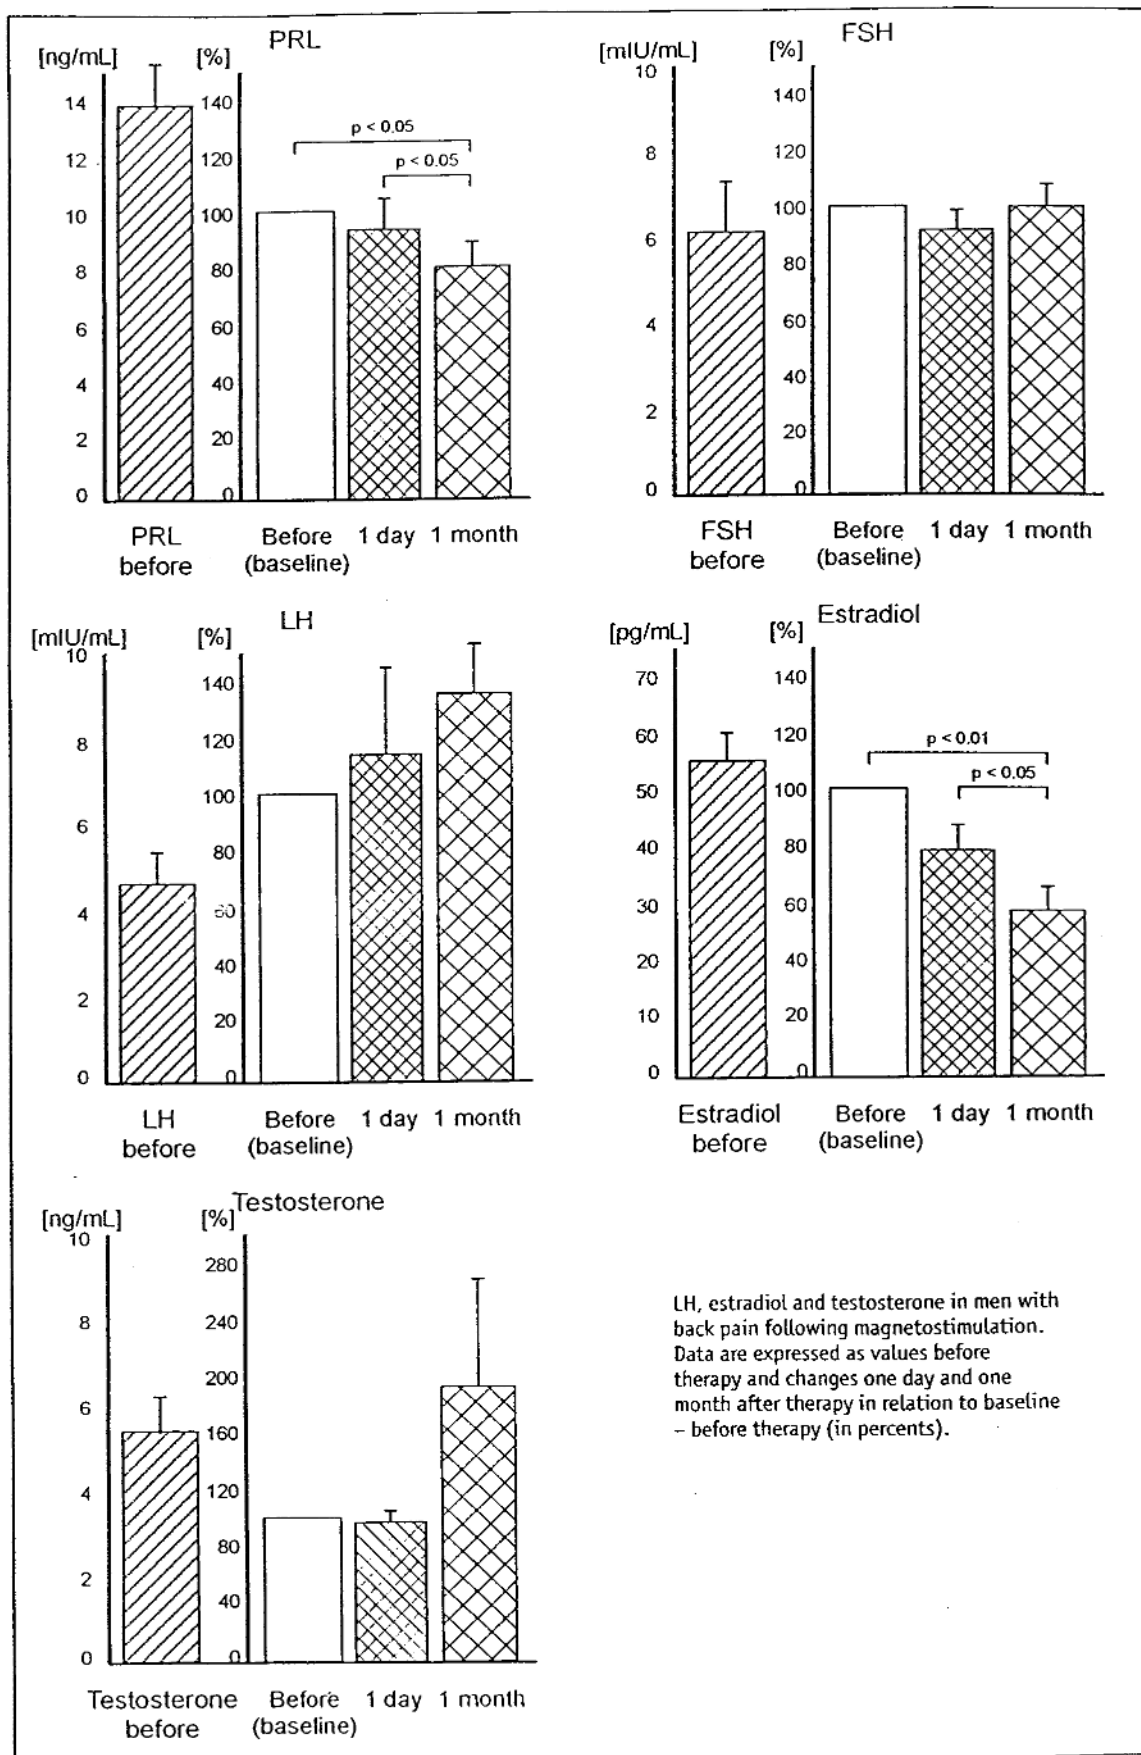 PRL
[ng/mL] [%]
14 140
12 120
10 100
8 80
6 60
4 40
2 20
0 0
p < 0.05
p < 0.05
PRL before
Before (baseline) 1 day 1 month
FSH
[mIU/mL] [%]
10
140
8 120
6 100
80
4 60
40
2 20
0 0
FSH before
Before (baseline) 1 day 1 month
LH
[mIU/mL] [%]
10
140
8 120
6 100
80
4 60
40
2 20
0 0
LH before
Before (baseline) 1 day 1 month
Estradiol
[pg/mL] [%]
70 140
60 120
50 100
40 80
30 60
20 40
10 20
0 0
p < 0.01
p < 0.05
Estradiol before
Before (baseline) 1 day 1 month
Testosterone
[ng/mL] [%]
10
280
8 240
200
6 160
4 120
80
2 40
0 0
Testosterone before
Before (baseline) 1 day 1 month
LH, estradiol and testosterone in men with
back pain following magnetostimulation.
Data are expressed as values before
therapy and changes one day and one
month after therapy in relation to baseline
– before therapy (in percents).